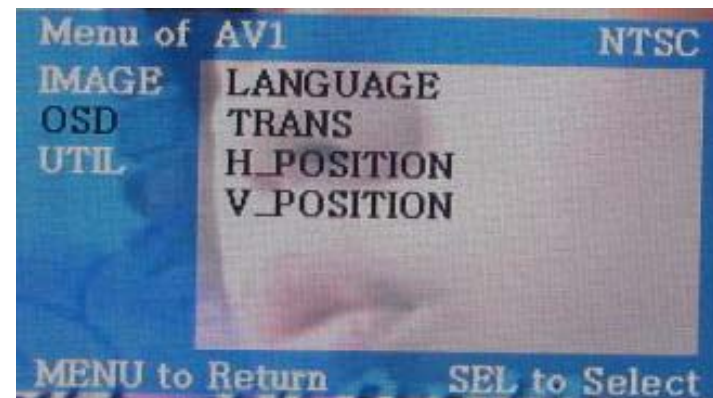 Menu of AV1 NTSC
IMAGE LANGUAGE
OSD TRANS
UTIL H_POSITION
V_POSITION
MENU to Return SEL to Select